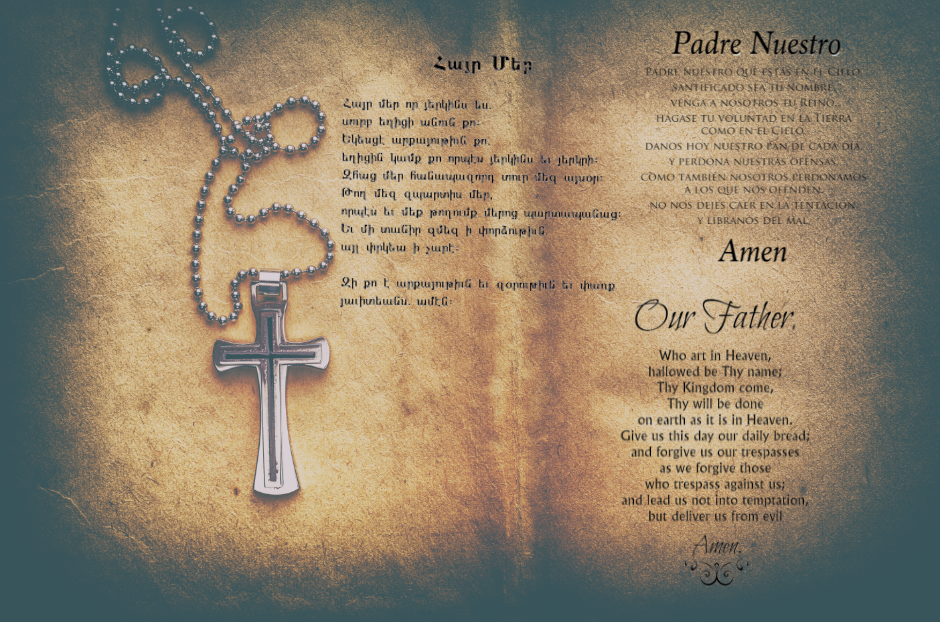 Հայր Մեր
Հայր մեր որ յերկինս ես.
սուրբ եղիցի անուն քո:
Եկեսցէ արքայութիւն քո.
եղիցին կամք քո որպէս յերկինս եւ յերկրի:
Զհաց մեր հանապազորդ տուր մեզ այսօր:
Թող մեզ զպարտիս մեր,
որպէս եւ մեք թողումք մերոց պարտապանաց:
Եւ մի տանիր զմեզ ի փորձութիւն
այլ փրկեա ի չարէ:
Զի քո է արքայութիւն եւ զօրութիւն եւ փառք
յաւիտեանս. ամէն:
Padre Nuestro
Padre nuestro que estás en el Cielo,
santificado sea tu nombre,
venga a nosotros tu Reino,
hágase tu voluntad en la Tierra
como en el Cielo.
danos hoy nuestro pan de cada día
y perdona nuestras ofensas,
como también nosotros perdonamos
a los que nos ofenden.
no nos dejes caer en la tentación
y líbranos del mal.
Amen
Our Father,
Who art in Heaven,
hallowed be Thy name;
Thy Kingdom come,
Thy will be done
on earth as it is in Heaven.
Give us this day our daily bread;
and forgive us our trespasses
as we forgive those
who trespass against us;
and lead us not into temptation,
but deliver us from evil
Amen.